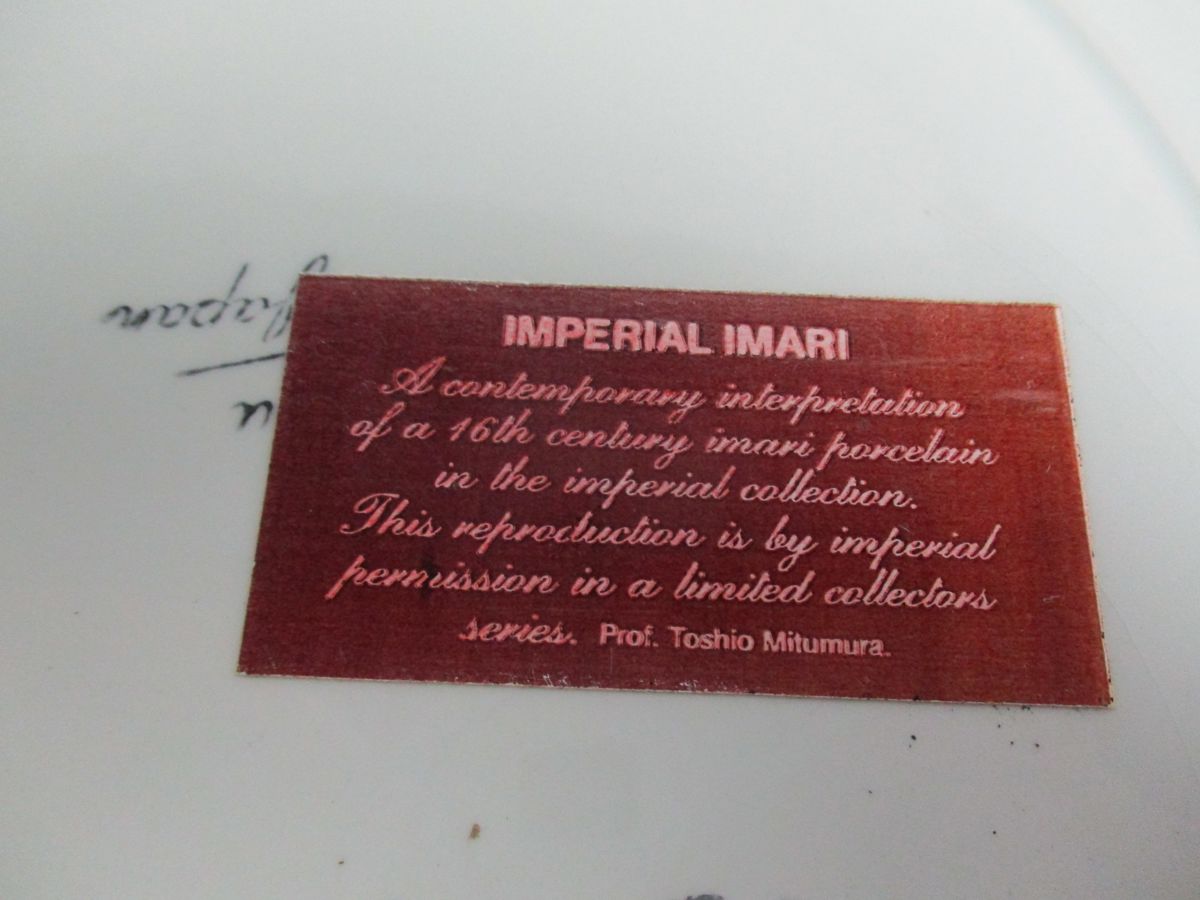 IMPERIAL IMARI
A contemporary interpretation
of a 16th century imari porcelain
in the imperial collection.
This reproduction is by imperial
permission in a limited collectors
series. Prof. Toshio Mitumura.
Japan